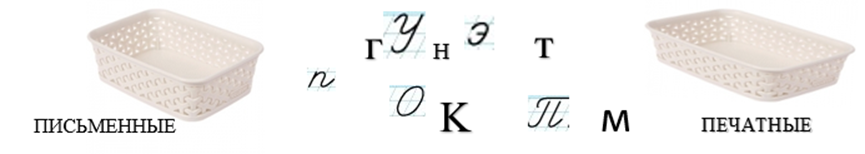 г У н э т
п
О К П м
ПИСЬМЕННЫЕ ПЕЧАТНЫЕ